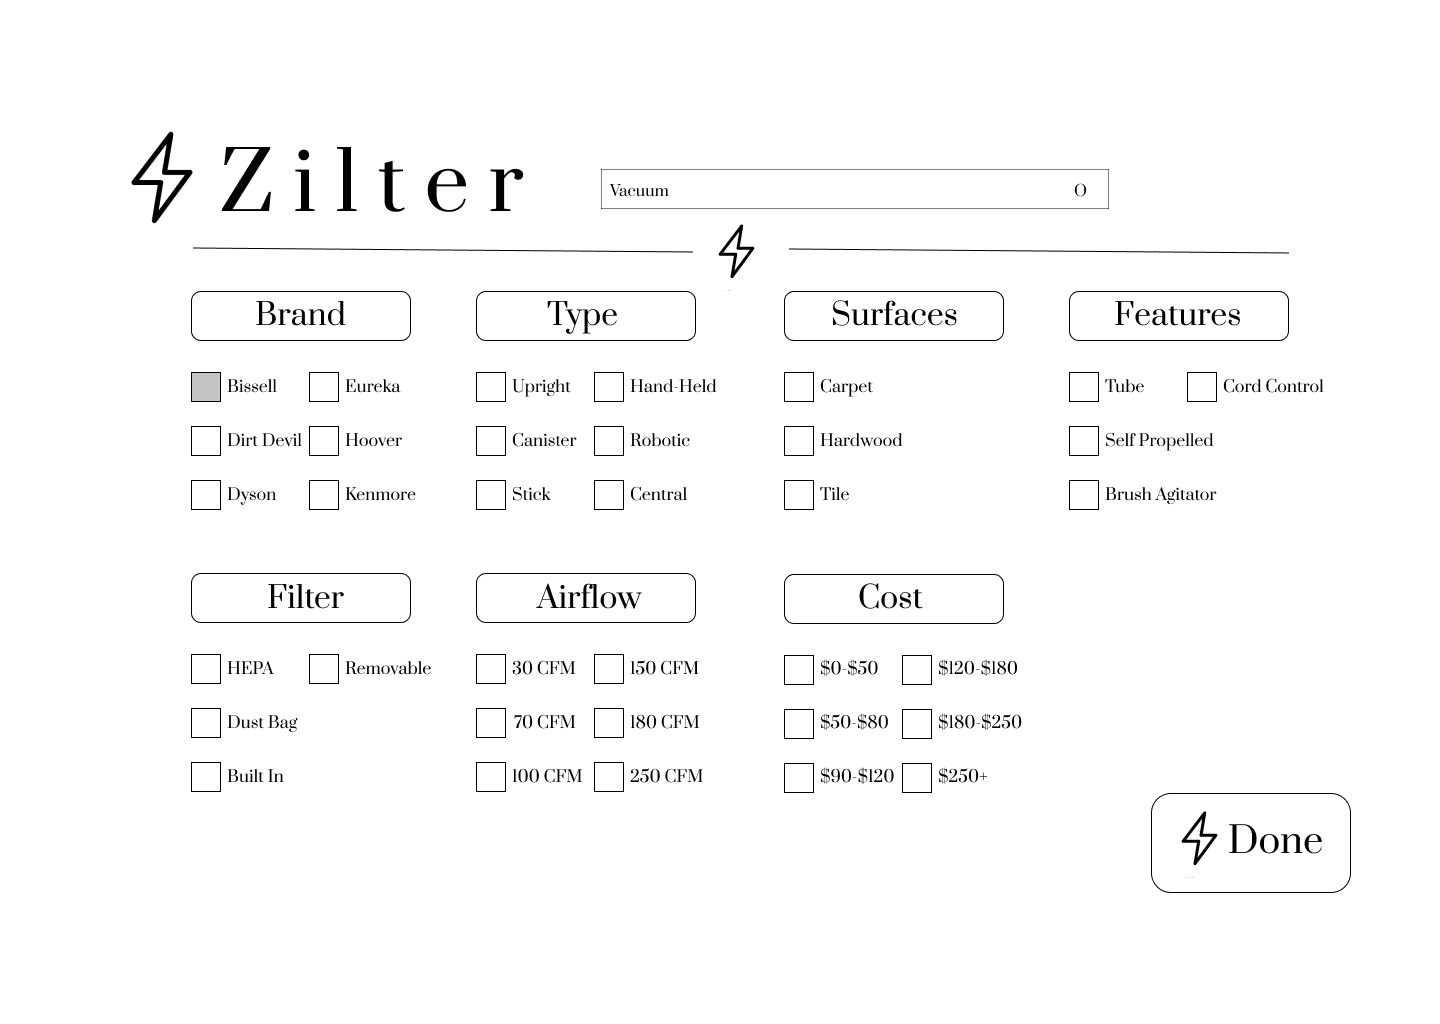 Zilter
Vacuum O
Brand Type Surfaces Features
Bissell Eureka Upright Hand-Held Carpet Tube Cord Control
Dirt Devil Hoover Canister Robotic Hardwood Self Propelled
Dyson Kenmore Stick Central Tile Brush Agitator
Filter Airflow Cost
HEPA Removable 30 CFM 150 CFM $0-$50 $120-$180
Dust Bag 70 CFM 180 CFM $50-$80 $180-$250
Built In 100 CFM 250 CFM $90-$120 $250+
Done